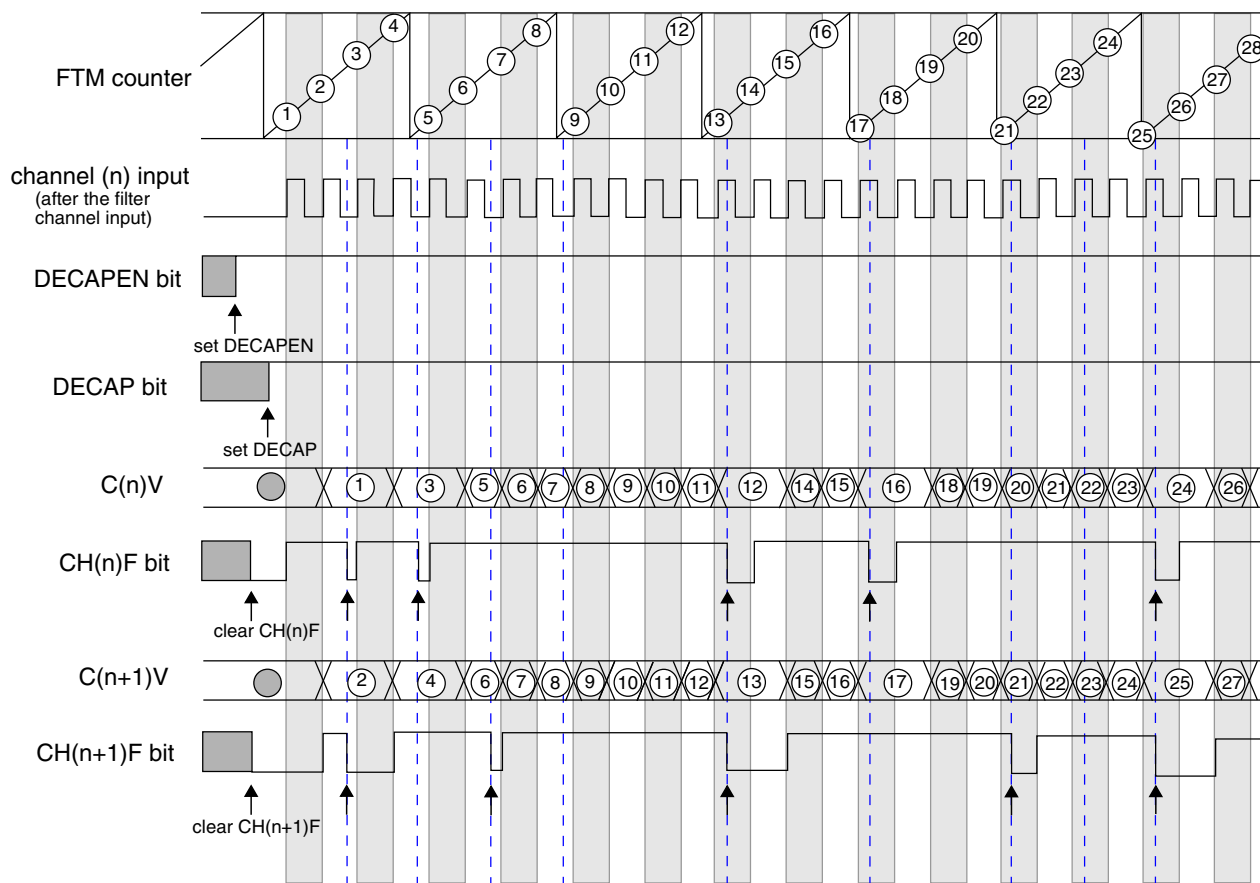 4 8 12 16 20 24 28
3 7 11 15 19 23 27
FTM counter
2 6 10 14 18 22 26
1 5 9 13 17 21 25
channel (n) input
(after the filter
channel input)
DECAPEN bit
set DECAPEN
DECAP bit
set DECAP
C(n)V 1 3 5 6 7 8 9 10 11 12 14 15 16 18 19 20 21 22 23 24 26
CH(n)F bit
clear CH(n)F
C(n+1)V 2 4 6 7 8 9 10 11 12 13 15 16 17 19 20 21 22 23 24 25 27
CH(n+1)F bit
clear CH(n+1)F